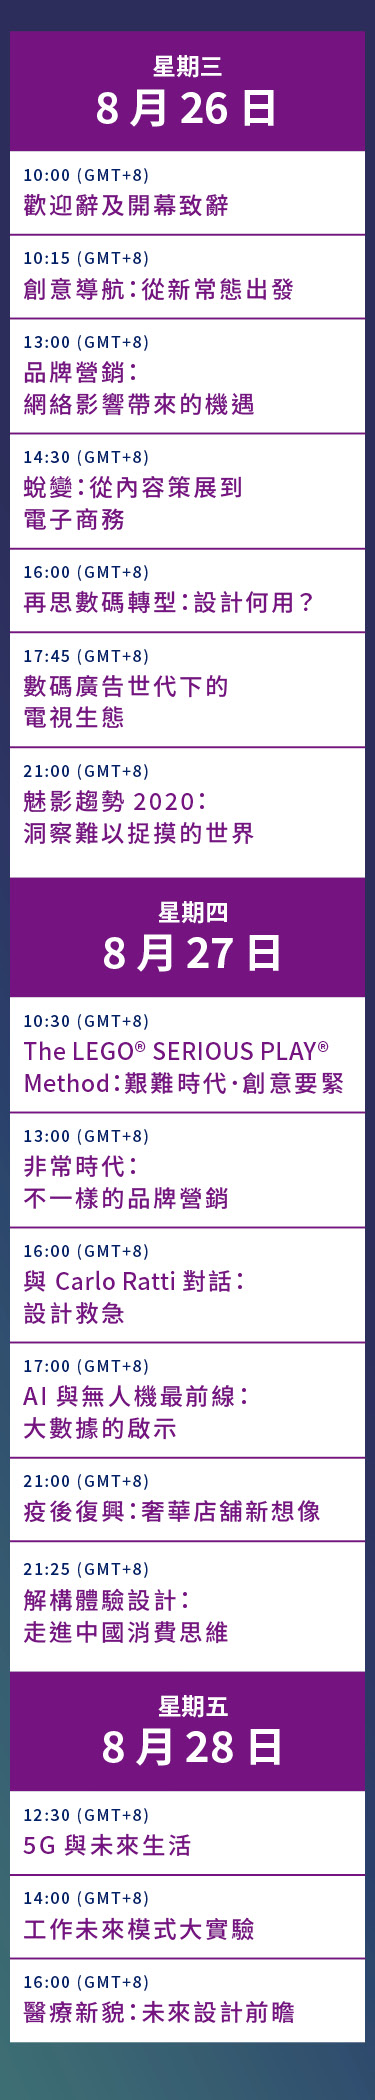 星期三
8 月 26 日
10:00 (GMT+8)
歡迎辭及開幕致辭
10:15 (GMT+8)
創意導航：從新常態出發
13:00 (GMT+8)
品牌營銷：
網絡影響帶來的機遇
14:30 (GMT+8)
蛻變：從內容策展到
電子商務
16:00 (GMT+8)
再思數碼轉型：設計何用？
17:45 (GMT+8)
數碼廣告世代下的
電視生態
21:00 (GMT+8)
魅影趨勢 2020：
洞察難以捉摸的世界
星期四
8 月 27 日
10:30 (GMT+8)
The LEGO® SERIOUS PLAY®
Method：艱難時代·創意要緊
13:00 (GMT+8)
非常時代：
不一樣的品牌營銷
16:00 (GMT+8)
與 Carlo Ratti 對話：
設計救急
17:00 (GMT+8)
AI 與無人機最前線：
大數據的啟示
21:00 (GMT+8)
疫後復興：奢華店舖新想像
21:25 (GMT+8)
解構體驗設計：
走進中國消費思維
星期五
8 月 28 日
12:30 (GMT+8)
5G 與未來生活
14:00 (GMT+8)
工作未來模式大實驗
16:00 (GMT+8)
醫療新貌：未來設計前瞻